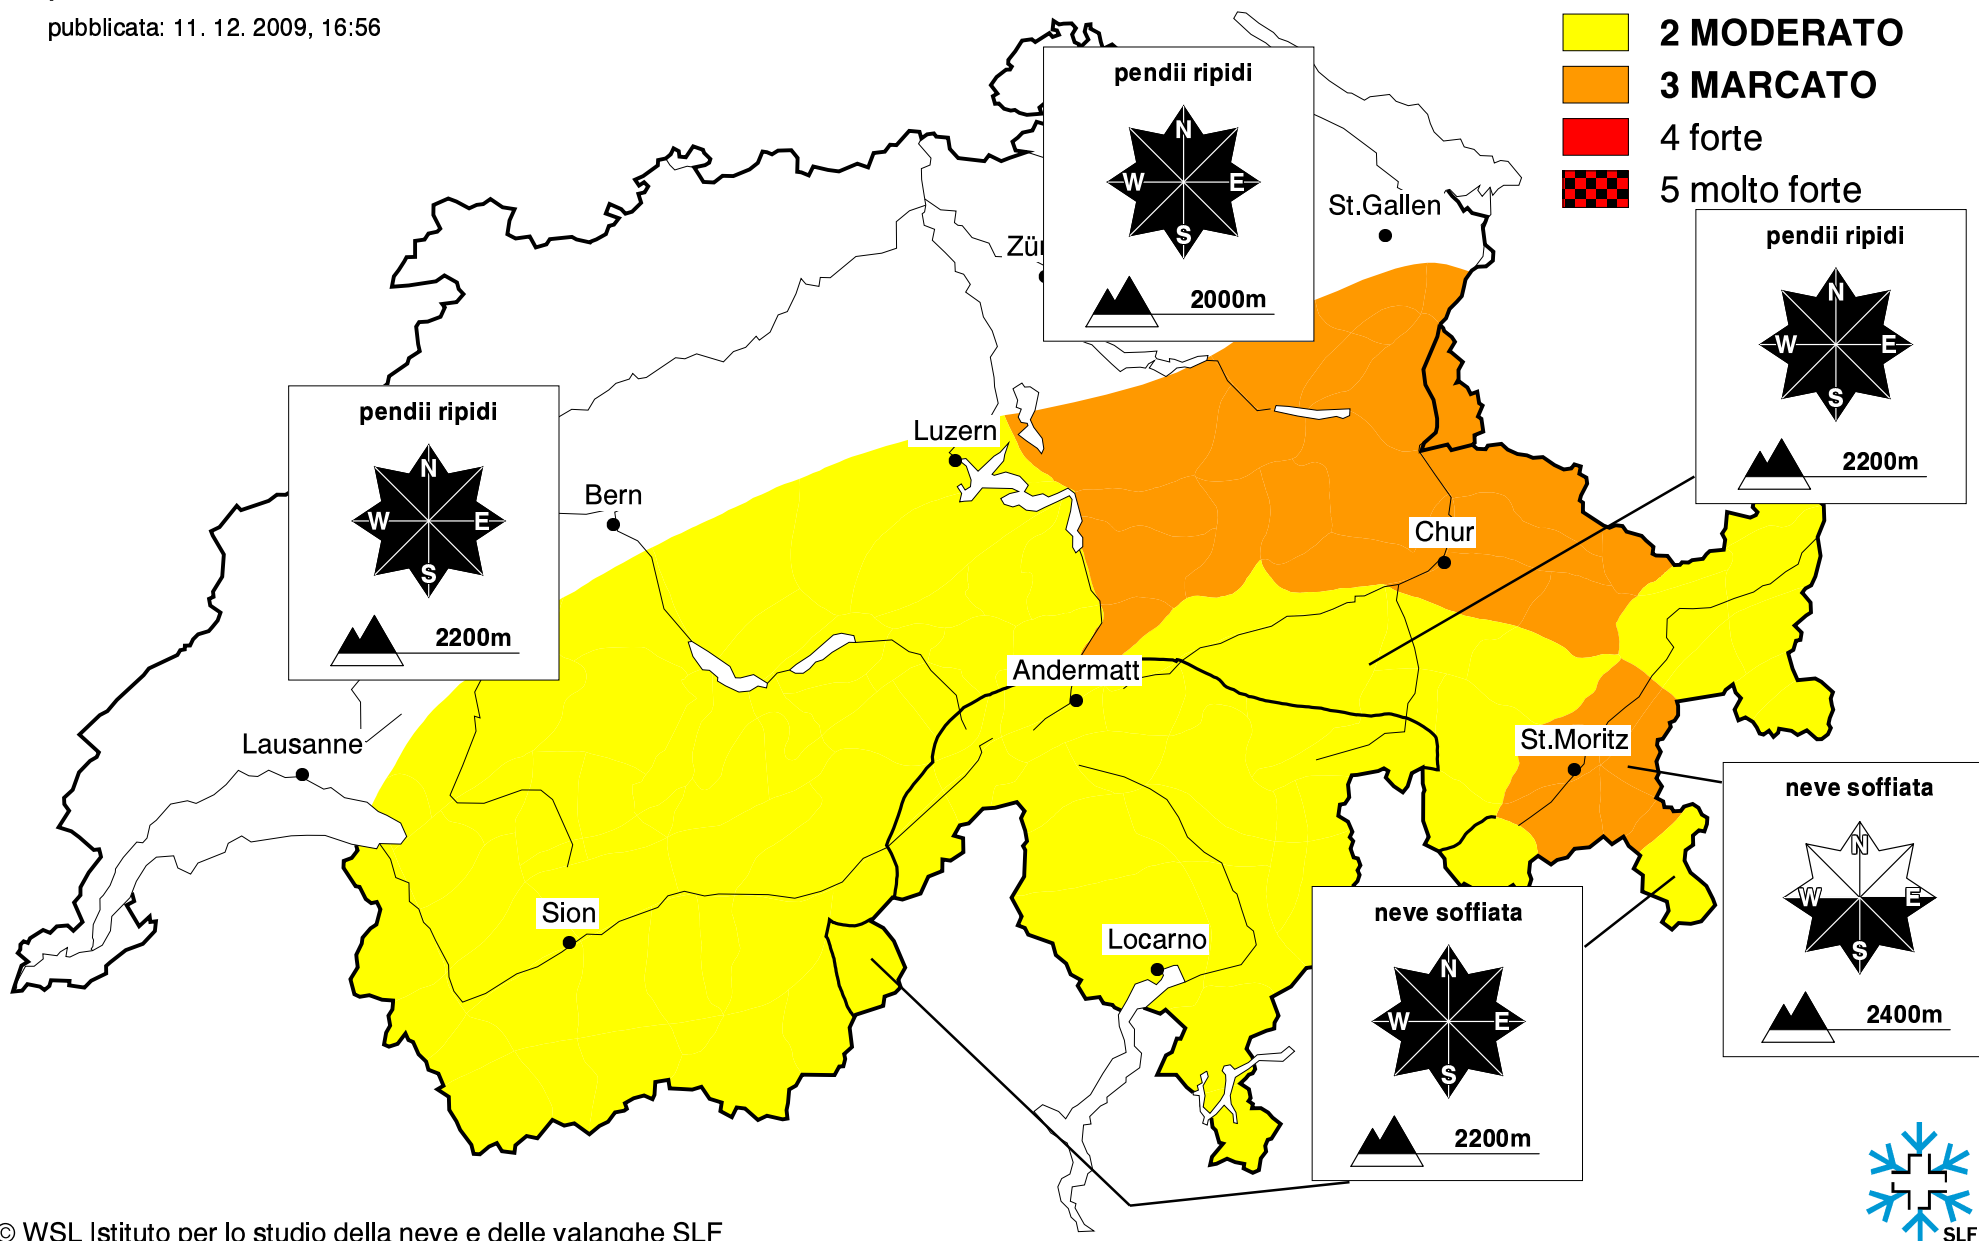 pubblicata: 11. 12. 2009, 16:56
2 MODERATO
3 MARCATO
4 forte
5 molto forte
pendii ripidi
N
W E
S
2000m
St.Gallen
pendii ripidi
N
W E
S
2200m
pendii ripidi
N
W E
S
2200m
Luzern
Bern
Chur
Andermatt
Lausanne
St.Moritz
neve soffiata
N
W E
S
2400m
Sion
Locarno
neve soffiata
N
W E
S
2200m
© WSL Istituto per lo studio della neve e delle valanghe SLF
SLF